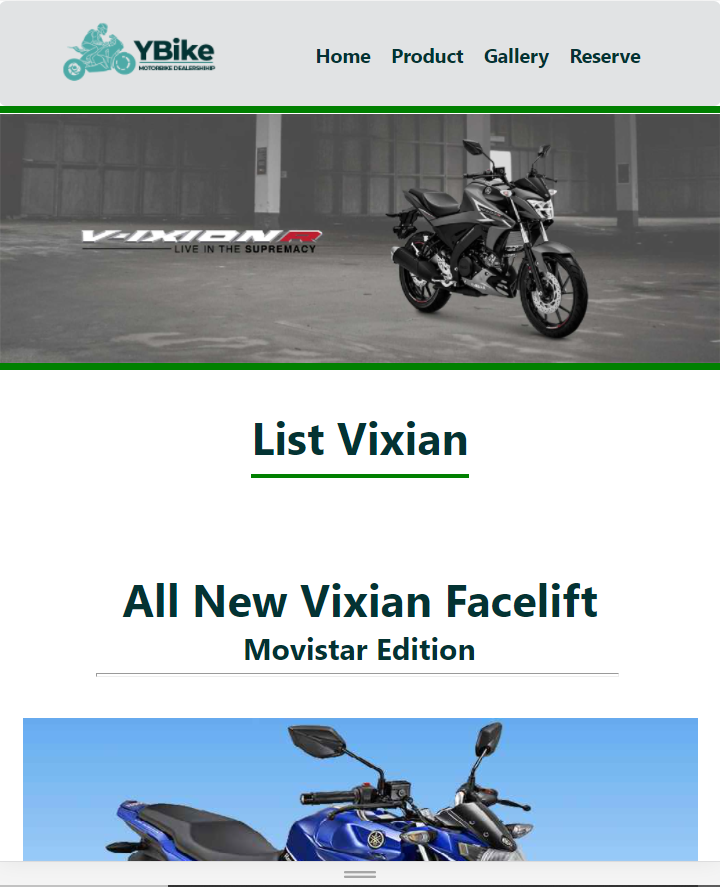 YBike
MOTORBIKE DEALERSHIHIP
Home Product Gallery Reserve
V-IXION R
LIVE IN THE SUPREMACY
List Vixian
All New Vixian Facelift
Movistar Edition